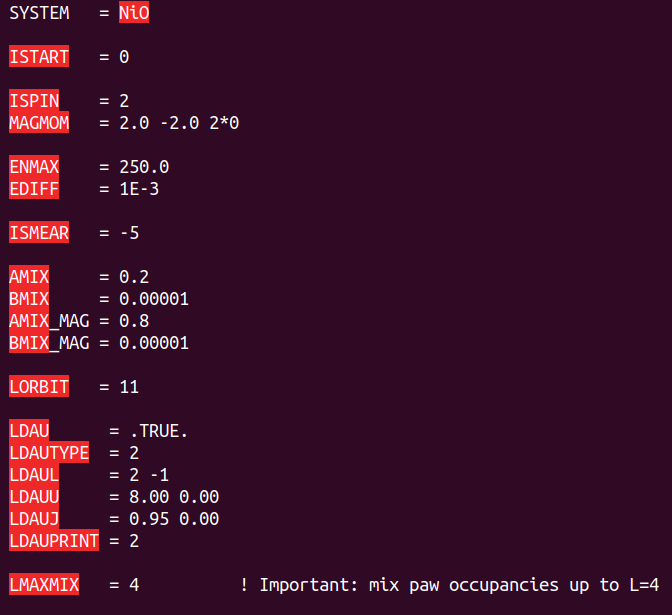 SYSTEM = NiO
ISTART = 0
ISPIN = 2
MAGMOM = 2.0 -2.0 2*0
ENMAX = 250.0
EDIFF = 1E-3
ISMEAR = -5
AMIX = 0.2
BMIX = 0.00001
AMIX_MAG = 0.8
BMIX_MAG = 0.00001
LORBIT = 11
LDAU = .TRUE.
LDAUTYPE = 2
LDAUL = 2 -1
LDAUU = 8.00 0.00
LDAUJ = 0.95 0.00
LDAUPRINT = 2
LMAXMIX = 4 ! Important: mix paw occupancies up to L=4